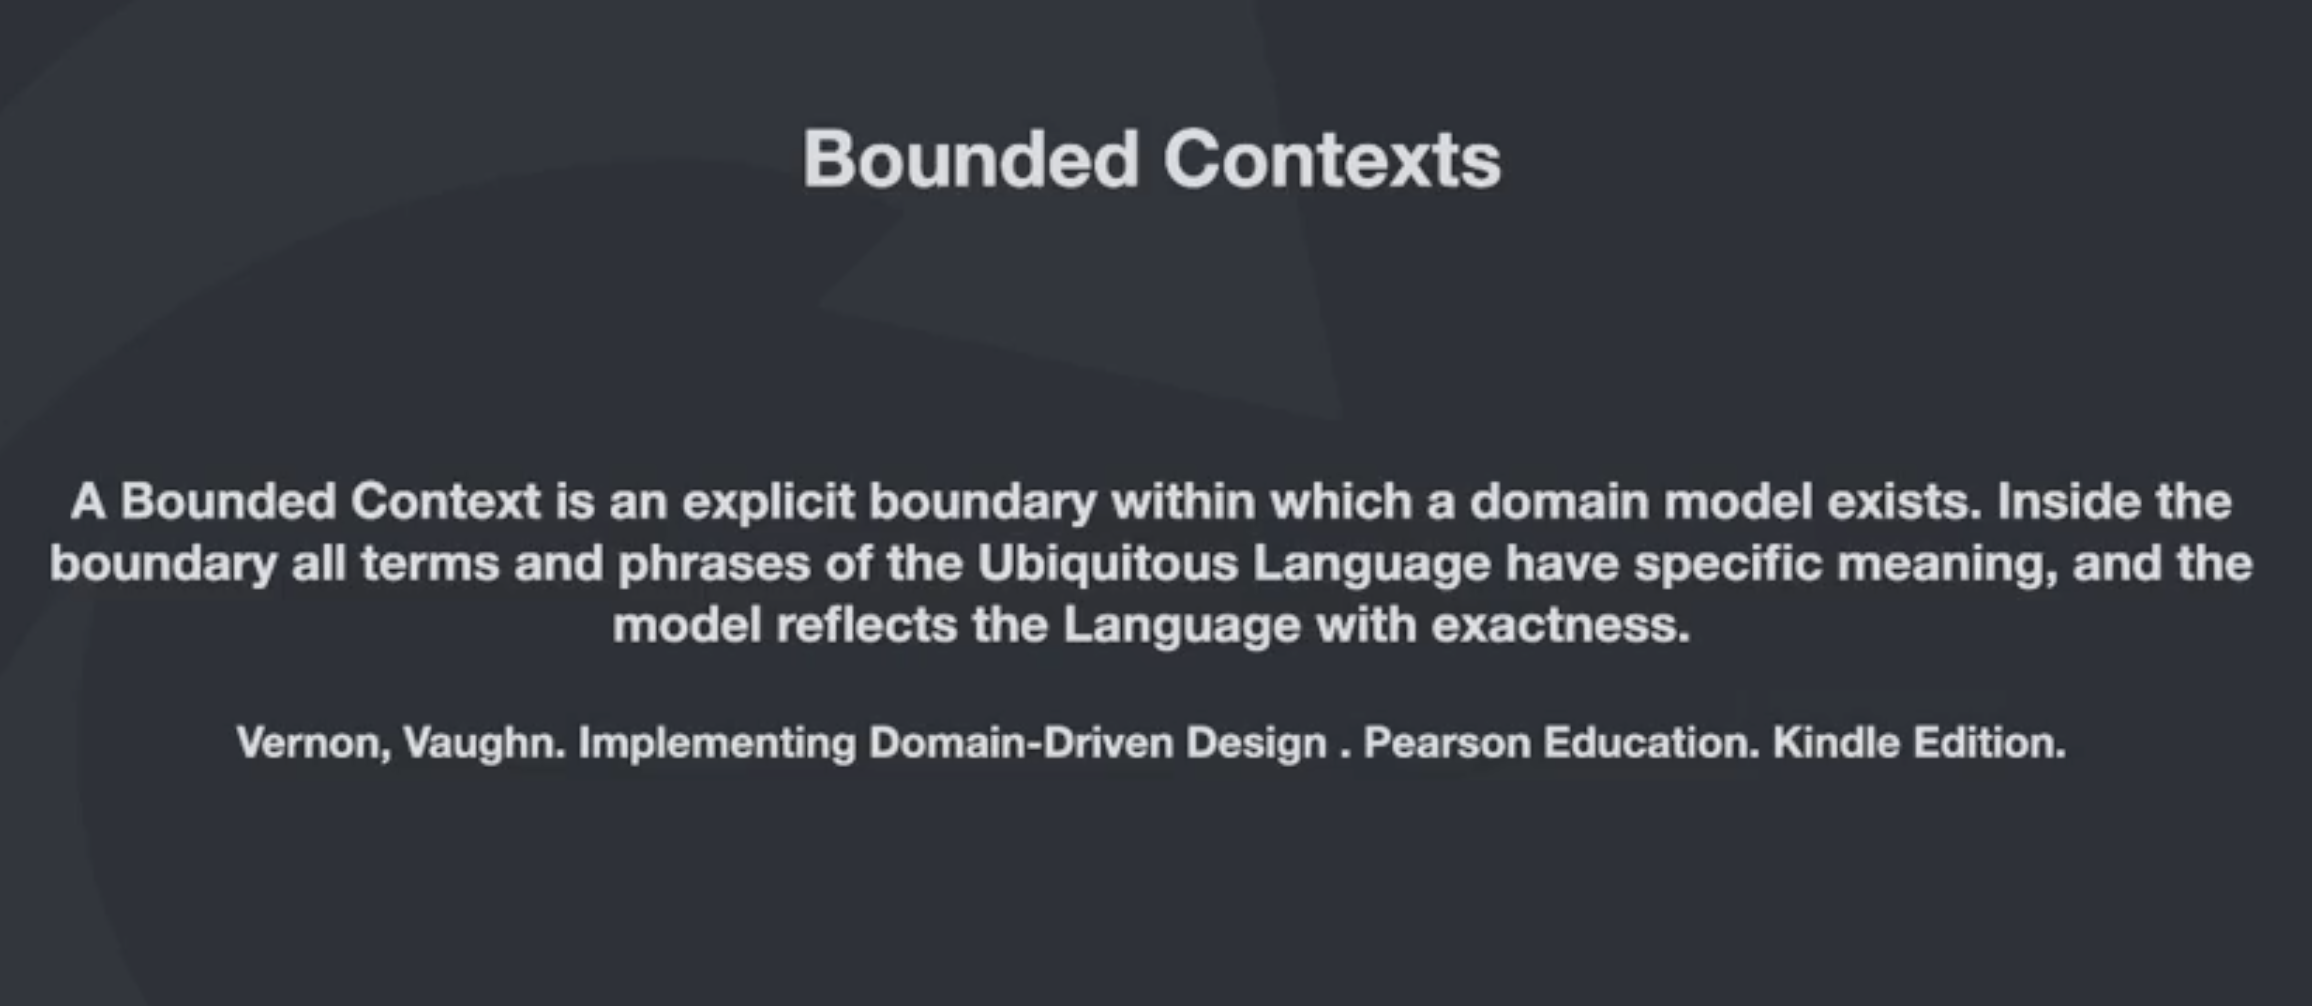 Bounded Contexts
A Bounded Context is an explicit boundary within which a domain model exists. Inside the
boundary all terms and phrases of the Ubiquitous Language have specific meaning, and the
model reflects the Language with exactness.
Vernon, Vaughn. Implementing Domain-Driven Design . Pearson Education. Kindle Edition.